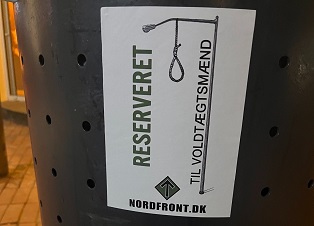 RESERVERET
TIL VOLDTÆGTSMÆND
NORDFRONT.DK